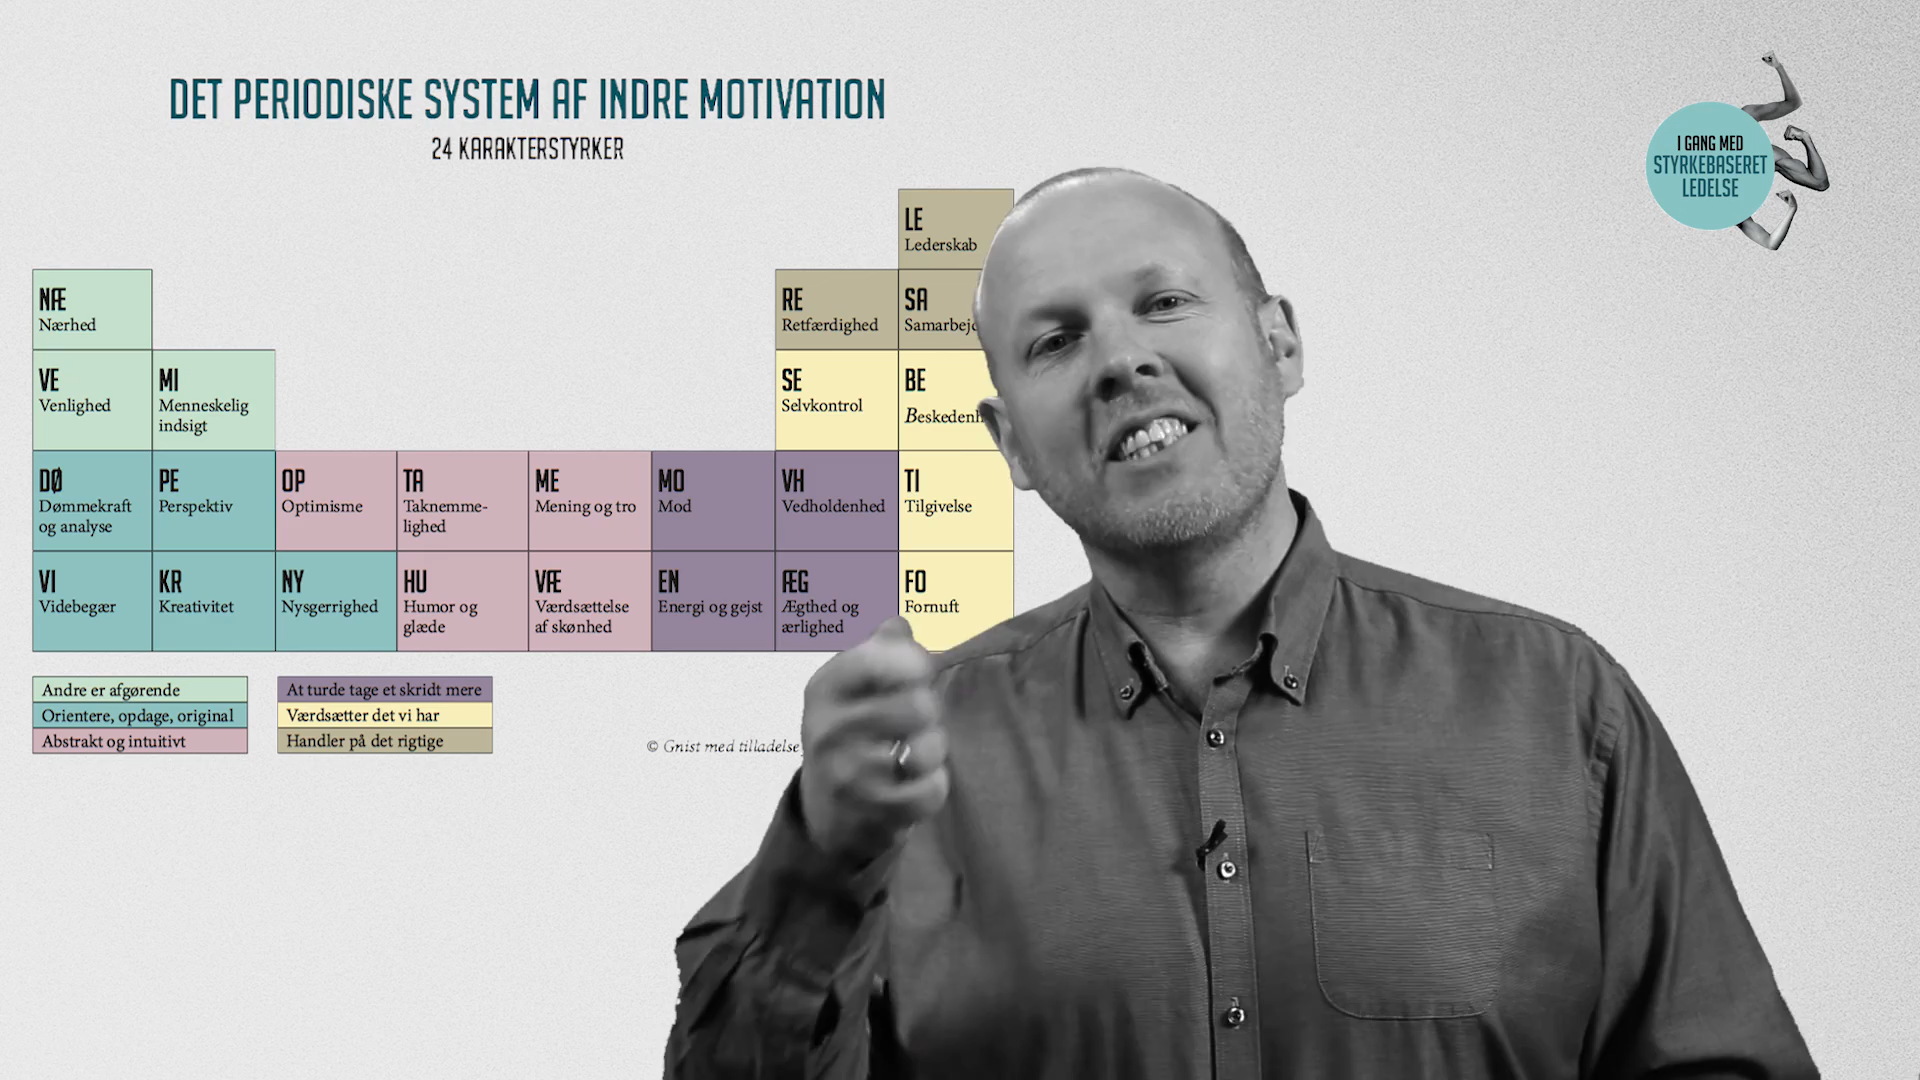 DET PERIODISKE SYSTEM AF INDRE MOTIVATION
24 KARAKTERSTYRKER
I GANG MED
STYRKEBASERET
LEDELSE
LE
Lederskab
NÆ
Nærhed
RE
Retfærdighed
SA
VE
Venlighed
MI
Menneskelig
indsigt
SE
Selvkontrol
BE
DØ
Dømmekraft
og analyse
PE
Perspektiv
OP
Optimisme
TA
Taknemme-
lighed
ME
Mening og tro
MO
Mod
VH
Vedholdenhed
TI
Tilgivelse
VI
Videbegær
KR
Kreativitet
NY
Nysgerrighed
HU
Humor og
glæde
VÆ
Værdsættelse
af skønhed
EN
Energi og gejst
ÆG
Ægthed og
ærlighed
FO
Fornuft
Andre er afgørende
Orientere, opdage, original
Abstrakt og intuitivt
At turde tage et skridt mere
Værdsætter det vi har
Handler på det rigtige
© Gnist med tilladelse